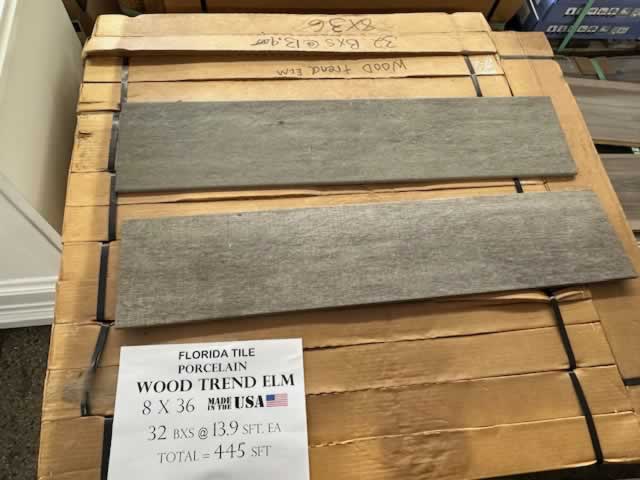 8X36
32 BXS @ 13.9
WOOD trend ELM
FLORIDA TILE
PORCELAIN
WOOD TREND ELM
8 X 36 MADE IN THE USA
32 BXS @ 13.9 SFT. EA
TOTAL = 445 SFT